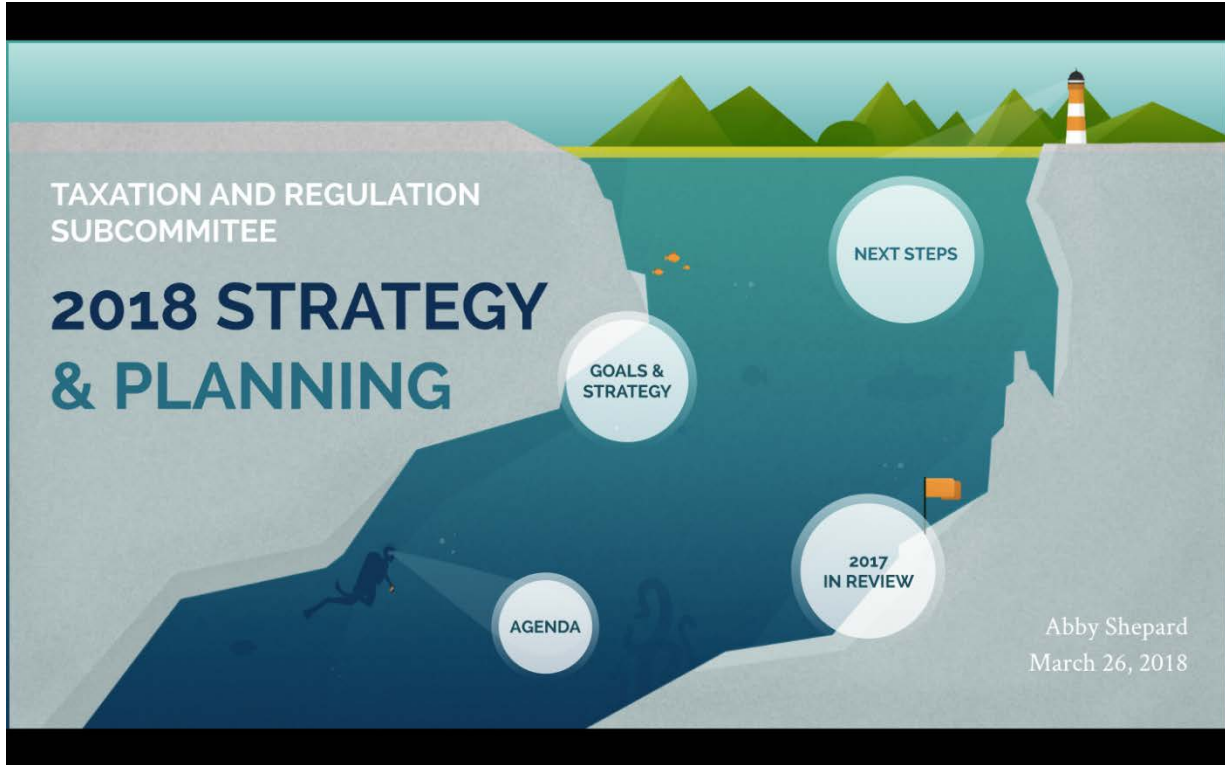 TAXATION AND REGULATION
SUBCOMMITEE
2018 STRATEGY
& PLANNING
NEXT STEPS
GOALS &
STRATEGY
2017
IN REVIEW
AGENDA
Abby Shepard
March 26, 2018